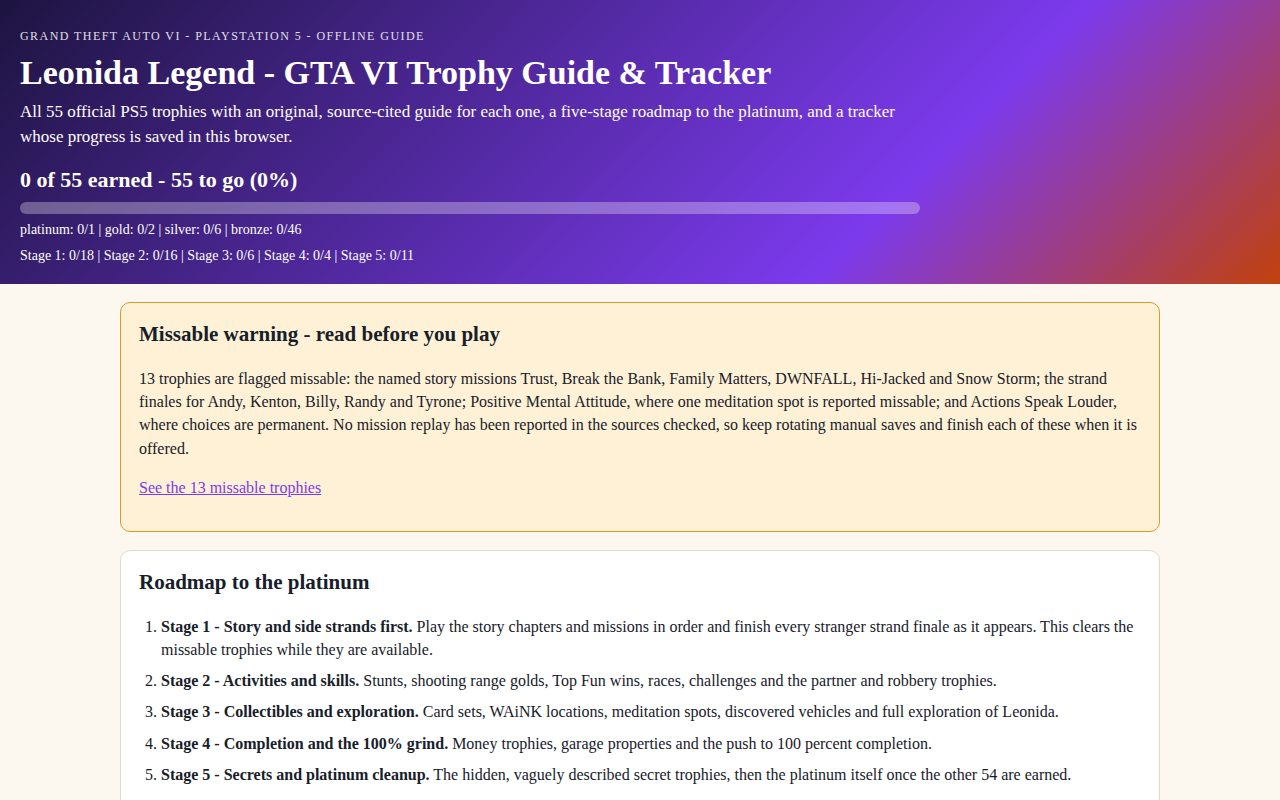 GRAND THEFT AUTO VI - PLAYSTATION 5 - OFFLINE GUIDE
Leonida Legend - GTA VI Trophy Guide & Tracker
All 55 official PS5 trophies with an original, source-cited guide for each one, a five-stage roadmap to the platinum, and a tracker
whose progress is saved in this browser.
0 of 55 earned - 55 to go (0%)
platinum: 0/1 | gold: 0/2 | silver: 0/6 | bronze: 0/46
Stage 1: 0/18 | Stage 2: 0/16 | Stage 3: 0/6 | Stage 4: 0/4 | Stage 5: 0/11
Missable warning - read before you play
13 trophies are flagged missable: the named story missions Trust, Break the Bank, Family Matters, DWNFALL, Hi-Jacked and Snow Storm; the strand
finales for Andy, Kenton, Billy, Randy and Tyrone; Positive Mental Attitude, where one meditation spot is reported missable; and Actions Speak Louder,
where choices are permanent. No mission replay has been reported in the sources checked, so keep rotating manual saves and finish each of these when it is
offered.
See the 13 missable trophies
Roadmap to the platinum
1. Stage 1 - Story and side strands first. Play the story chapters and missions in order and finish every stranger strand finale as it appears. This clears the
missable trophies while they are available.
2. Stage 2 - Activities and skills. Stunts, shooting range golds, Top Fun wins, races, challenges and the partner and robbery trophies.
3. Stage 3 - Collectibles and exploration. Card sets, WAiNK locations, meditation spots, discovered vehicles and full exploration of Leonida.
4. Stage 4 - Completion and the 100% grind. Money trophies, garage properties and the push to 100 percent completion.
5. Stage 5 - Secrets and platinum cleanup. The hidden, vaguely described secret trophies, then the platinum itself once the other 54 are earned.